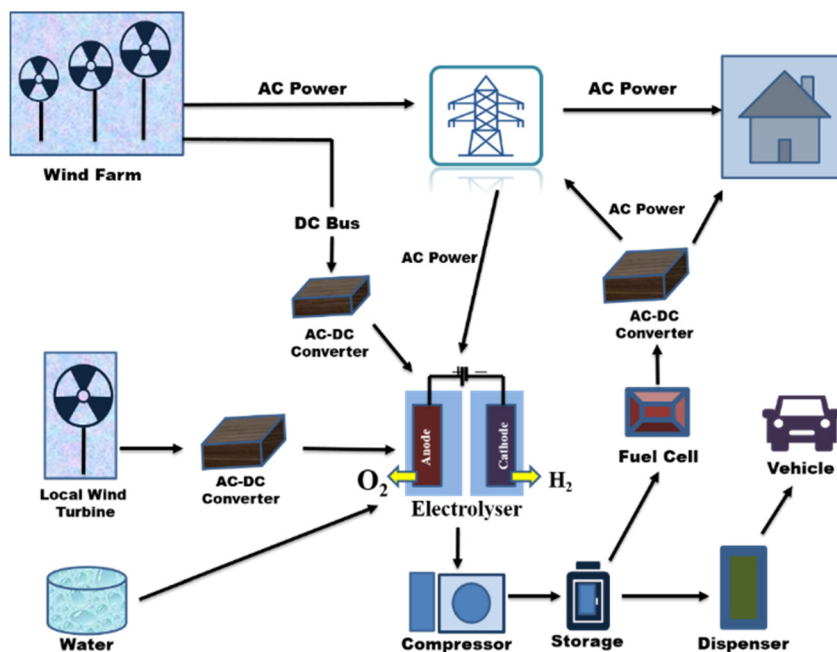 AC Power
AC Power
Wind Farm
DC Bus
AC Power
AC Power
AC-DC
Converter
AC-DC
Converter
Anode
Cathode
Fuel Cell
Vehicle
Local Wind
Turbine
AC-DC
Converter
O₂
H₂
Electrolyser
Water
Compressor
Storage
Dispenser